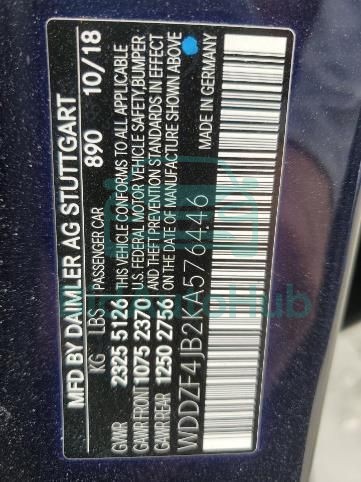 MFD BY DAIMLER AG STUTTGART
KG LBS PASSENGER CAR 890 10/18
GVWR 2325 5126 THIS VEHICLE CONFORMS TO ALL APPLICABLE
GAWR FRONT 1075 2370 U.S. FEDERAL MOTOR VEHICLE SAFETY,BUMPER
GAWR REAR 1250 2756 AND THEFT PREVENTION STANDARDS IN EFFECT
ON THE DATE OF MANUFACTURE SHOWN ABOVE
MADE IN GERMANY
WDDZF4JB2KA576446